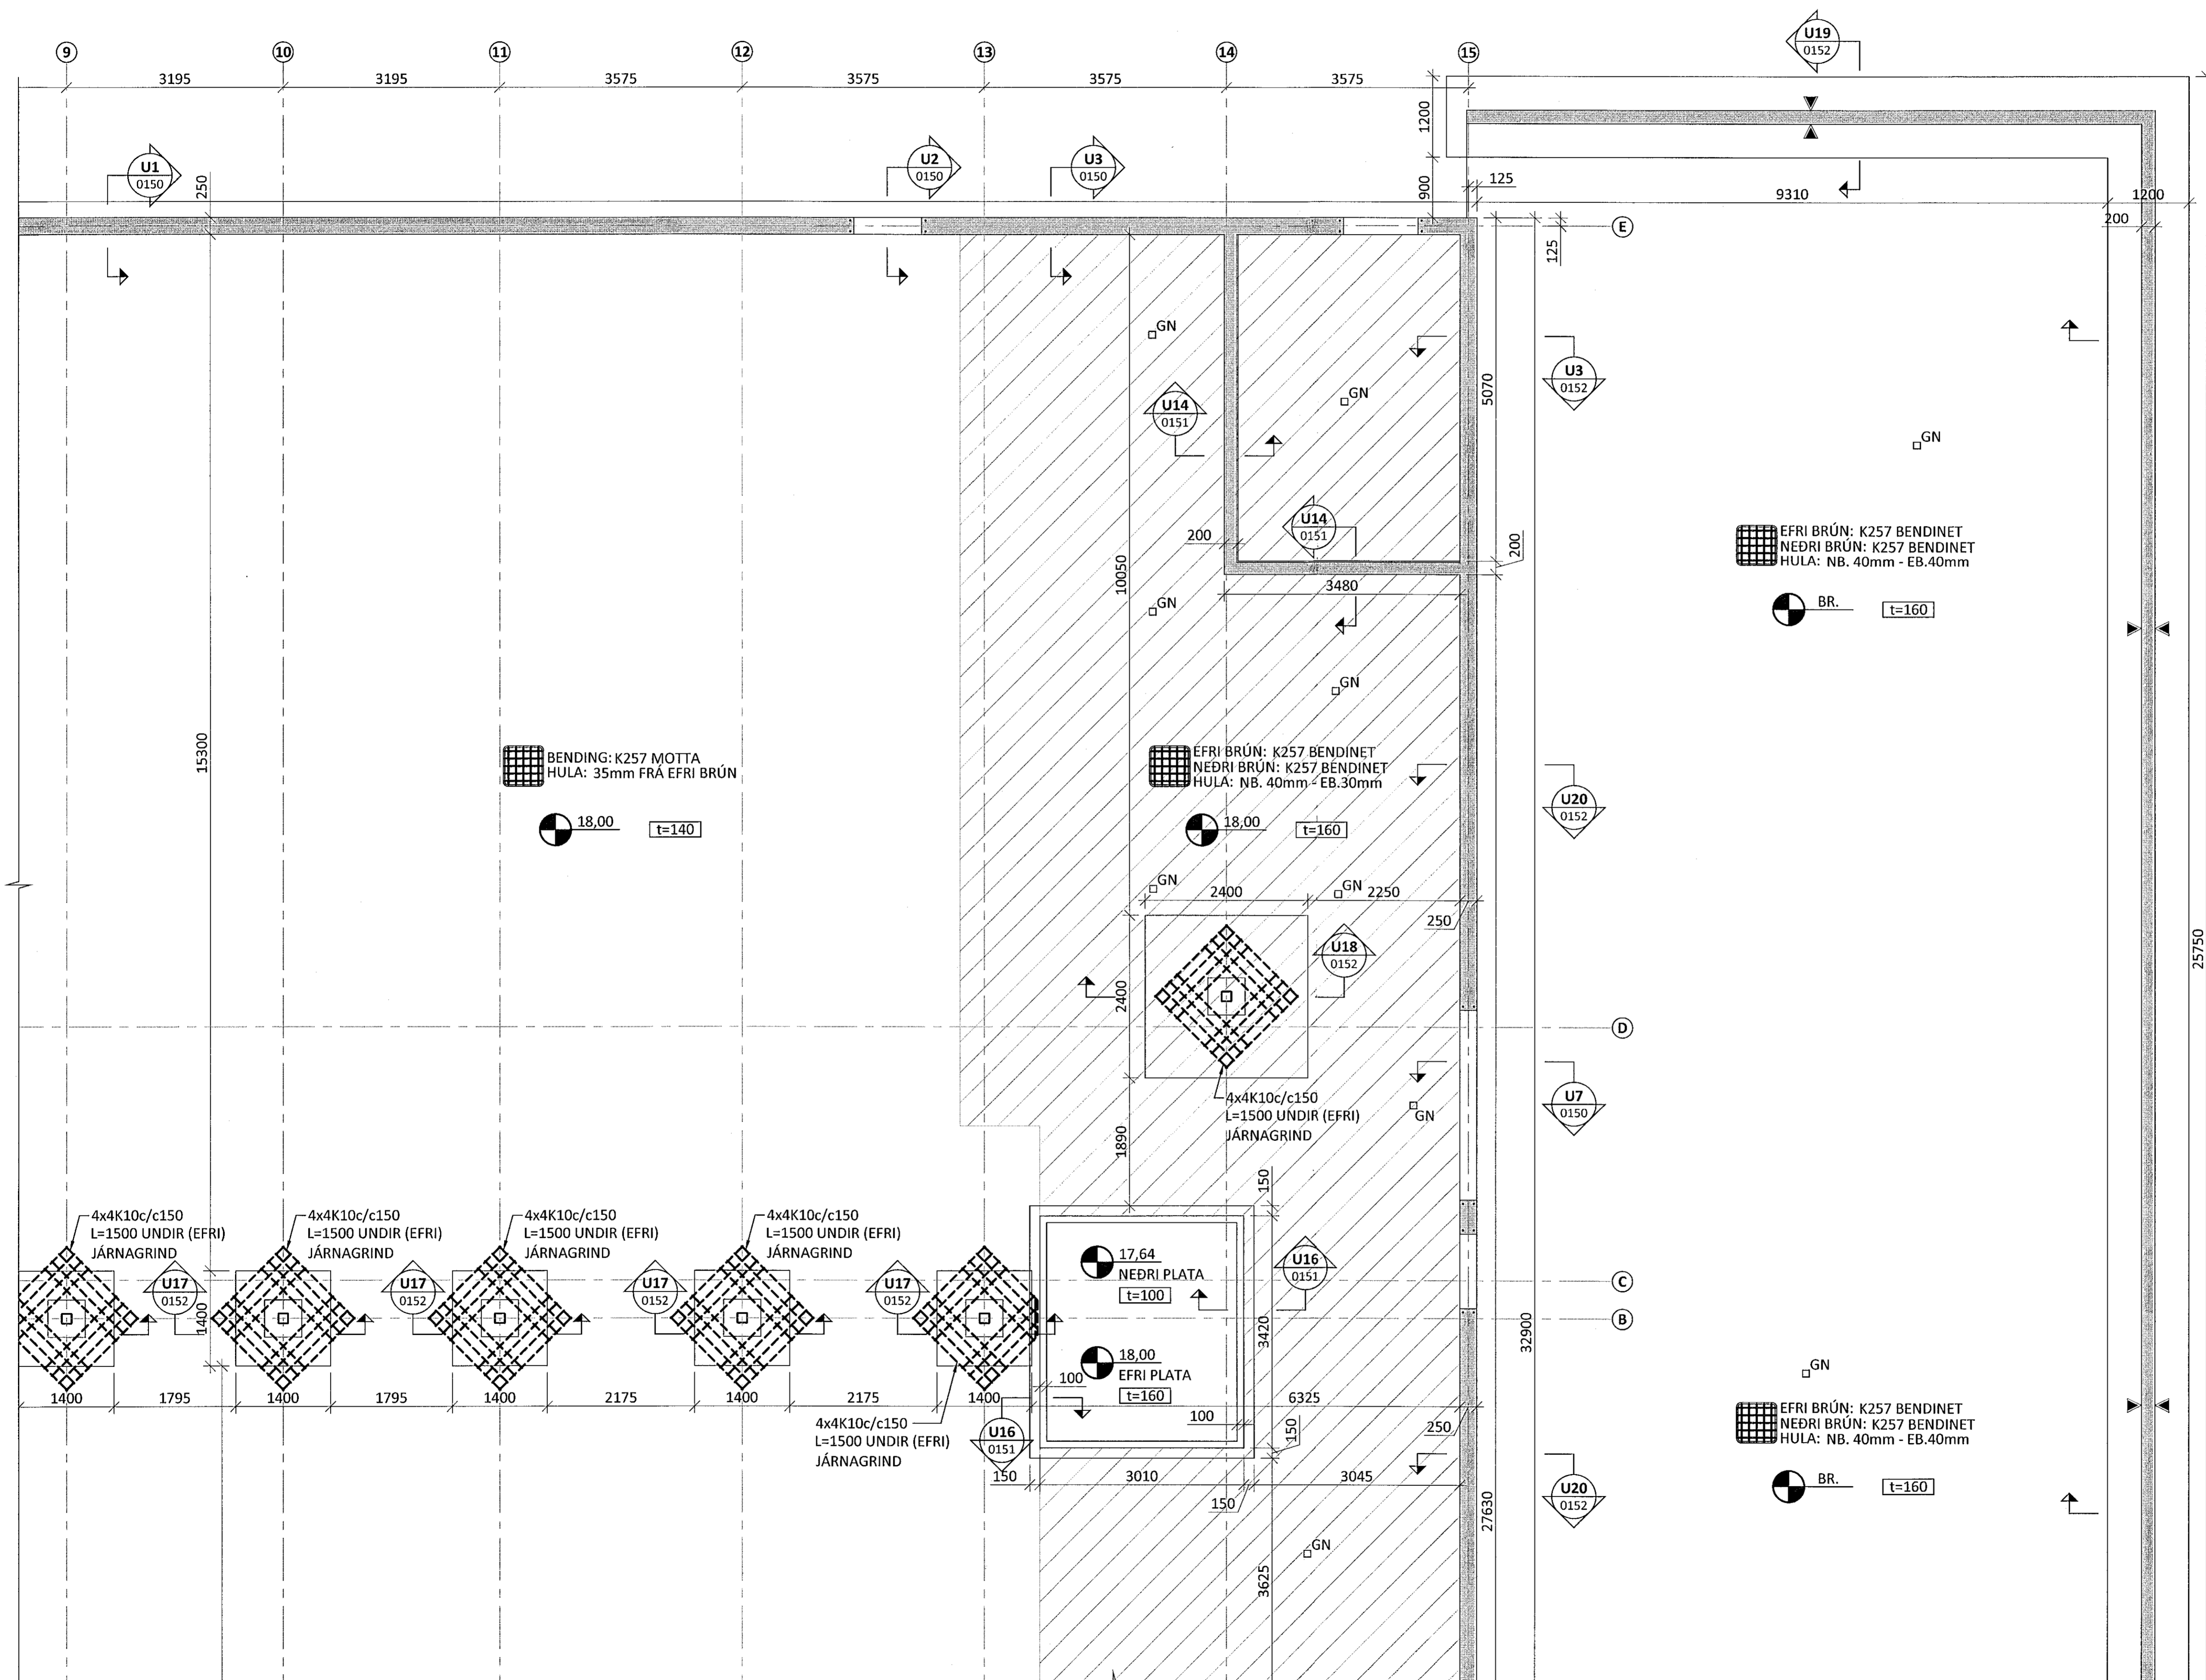 U19
0152
9
10
11
12
13
14
15
3195
3195
3575
3575
3575
3575
1200
900
125
9310
1200
200
U1
0150
250
U2
0150
U3
0150
E
125
GN
GN
U14
0151
U3
0152
5070
GN
U14
0151
200
200
10050
3480
GN
GN
EFRI BRÚN: K257 BENDINET
NEÐRI BRÚN: K257 BENDINET
HULA: NB. 40mm - EB.40mm
BR.
t=160
15300
BENDING: K257 MOTTA
HULA: 35mm FRÁ EFRI BRÚN
18,00
t=140
EFRI BRÚN: K257 BENDINET
NEÐRI BRÚN: K257 BENDINET
HULA: NB. 40mm - EB.30mm
18,00
t=160
U20
0152
GN
GN
2400
2250
250
U18
0152
2400
25750
D
4x4K10c/c150
L=1500 UNDIR (EFRI)
JÁRNAGRIND
GN
U7
0150
1890
150
4x4K10c/c150
L=1500 UNDIR (EFRI)
JÁRNAGRIND
4x4K10c/c150
L=1500 UNDIR (EFRI)
JÁRNAGRIND
4x4K10c/c150
L=1500 UNDIR (EFRI)
JÁRNAGRIND
4x4K10c/c150
L=1500 UNDIR (EFRI)
JÁRNAGRIND
U17
0152
U17
0152
U17
0152
U17
0152
17,64
NEÐRI PLATA
t=100
U16
0151
C
B
1400
3420
32900
18,00
EFRI PLATA
t=160
GN
1400
1795
1400
1795
1400
2175
1400
2175
1400
100
6325
100
150
250
4x4K10c/c150
L=1500 UNDIR (EFRI)
JÁRNAGRIND
U16
0151
EFRI BRÚN: K257 BENDINET
NEÐRI BRÚN: K257 BENDINET
HULA: NB. 40mm - EB.40mm
BR.
t=160
150
3010
150
3045
27630
U20
0152
GN
3625